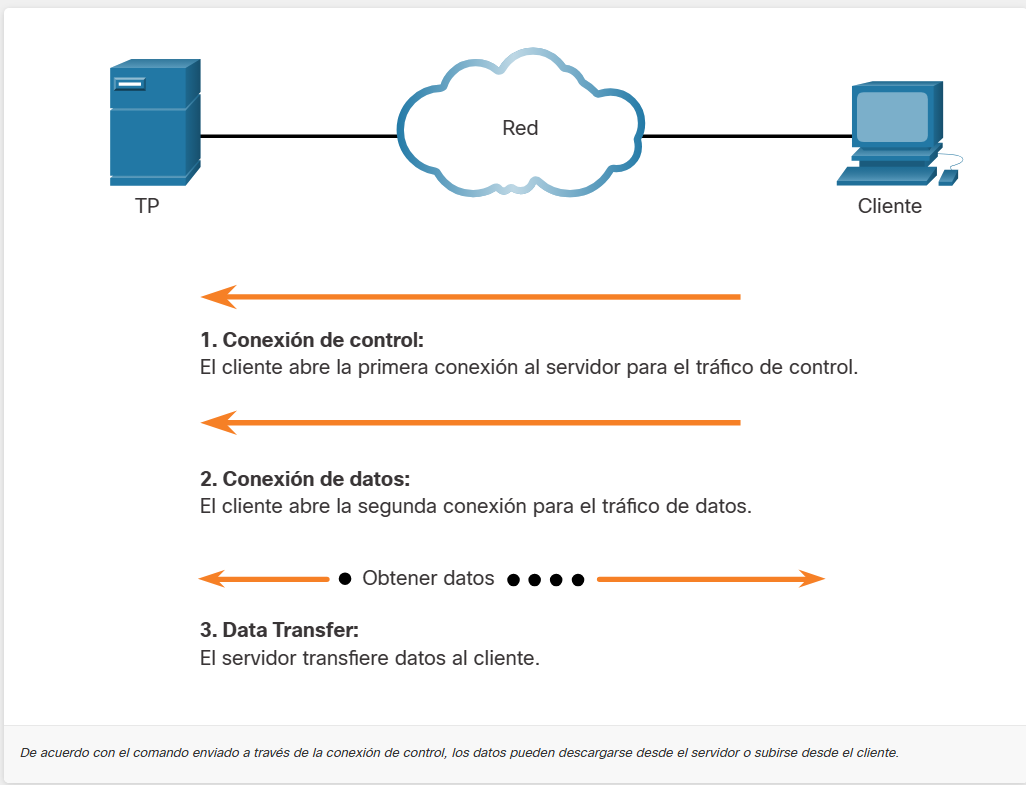 Red
TP
Cliente
1. Conexión de control:
El cliente abre la primera conexión al servidor para el tráfico de control.
2. Conexión de datos:
El cliente abre la segunda conexión para el tráfico de datos.
Obtener datos
3. Data Transfer:
El servidor transfiere datos al cliente.
De acuerdo con el comando enviado a través de la conexión de control, los datos pueden descargarse desde el servidor o subirse desde el cliente.